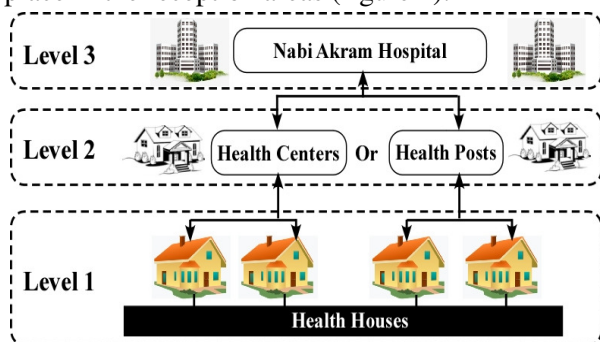 Level 3
Nabi Akram Hospital
Level 2
Health Centers Or Health Posts
Level 1
Health Houses